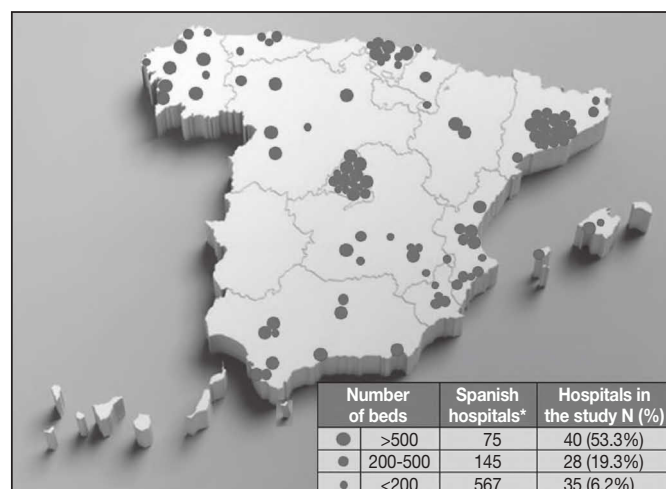 Number of beds Spanish hospitals* Hospitals in the study N (%)
>500 75 40 (53.3%)
200-500 145 28 (19.3%)
<200 567 35 (6.2%)